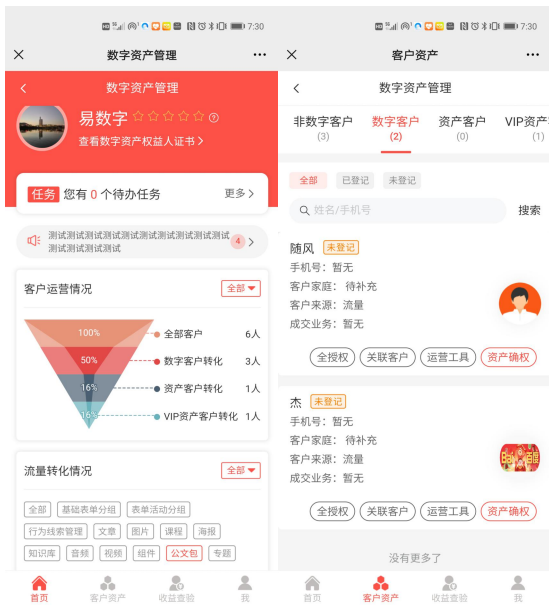 7:30
数字资产管理
数字资产管理
易数字
查看数字资产权益人证书
任务 您有 0 个待办任务 更多
测试测试测试测试测试测试测试测试测试
测试测试测试测试
4
客户运营情况 全部
100% 全部客户 6人
50% 数字客户转化 3人
16% 资产客户转化 1人
16% VIP资产客户转化 1人
流量转化情况 全部
全部 基础表单分组 表单活动分组
行为线索管理 文章 图片 课程 海报
知识库 音频 视频 组件 公文包 专题
首页 客户资产 收益查验 我
7:30
客户资产
数字资产管理
非数字客户 数字客户 资产客户 VIP资产
(3) (2) (0) (1)
全部 已登记 未登记
姓名/手机号 搜索
随风 未登记
手机号：暂无
客户家庭：待补充
客户来源：流量
成交业务：暂无
全授权 关联客户 运营工具 资产确权
杰 未登记
手机号：暂无
客户家庭：待补充
客户来源：流量
成交业务：暂无
全授权 关联客户 运营工具 资产确权
没有更多了
首页 客户资产 收益查验 我